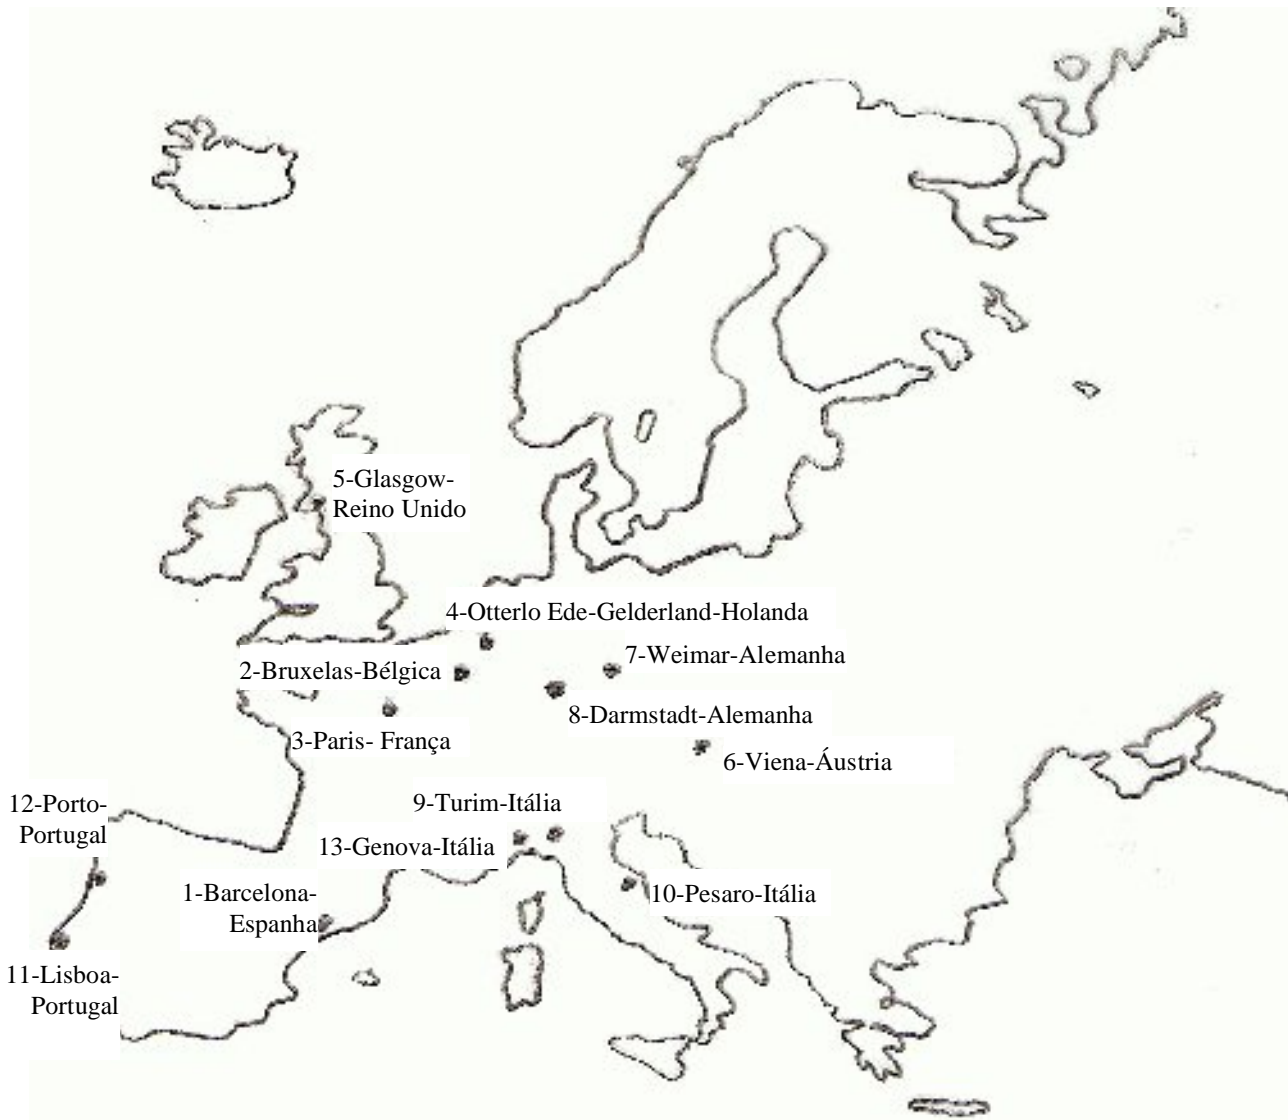 5-Glasgow-
Reino Unido
4-Otterlo Ede-Gelderland-Holanda
7-Weimar-Alemanha
2-Bruxelas-Bélgica
8-Darmstadt-Alemanha
3-Paris- França
6-Viena-Áustria
12-Porto-
Portugal
9-Turim-Itália
13-Genova-Itália
1-Barcelona-
Espanha
10-Pesaro-Itália
11-Lisboa-
Portugal